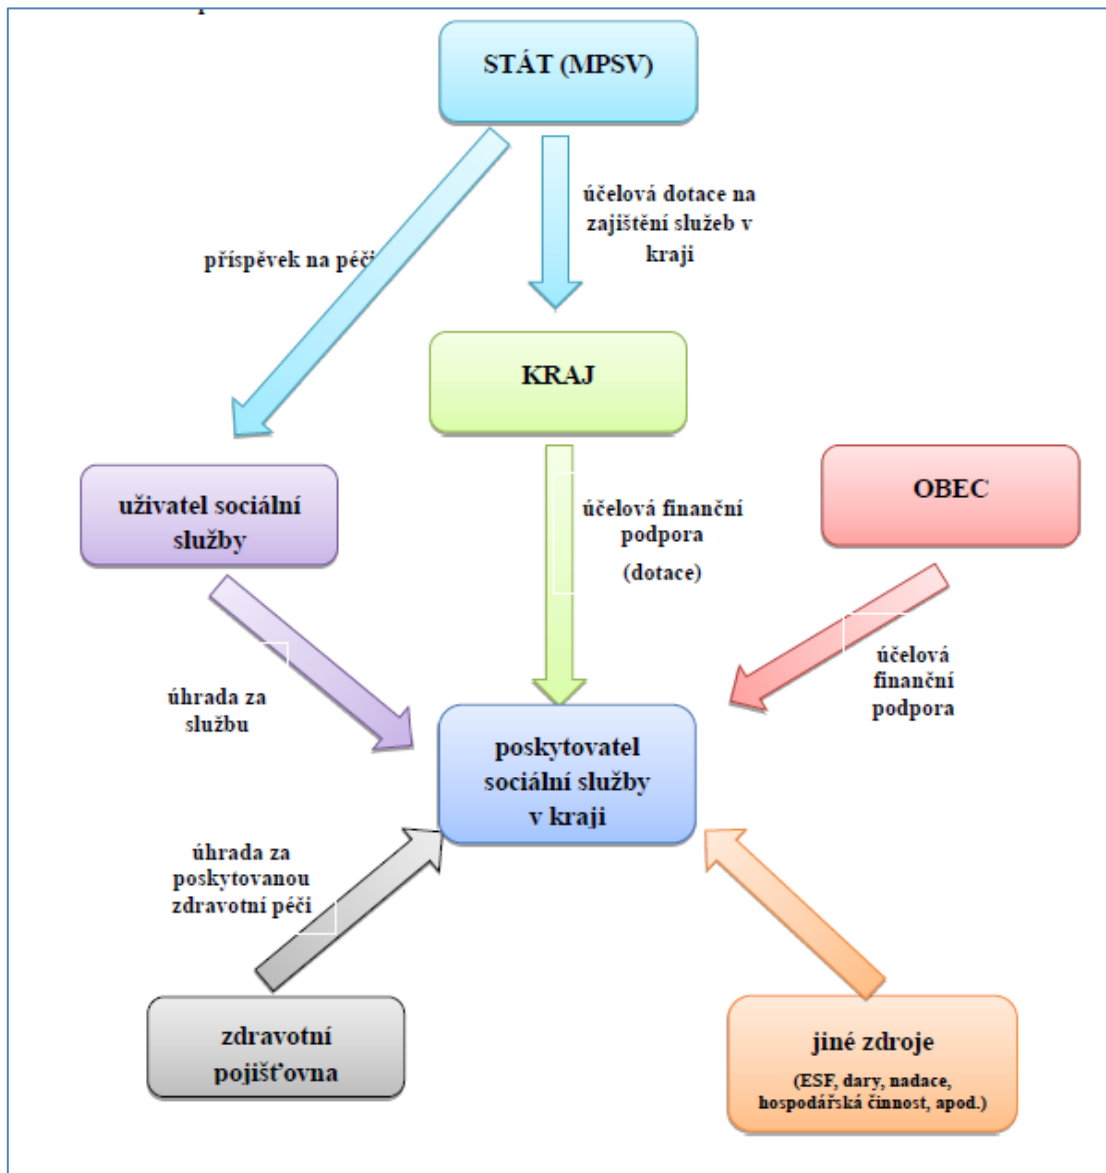 STÁT (MPSV)
účelová dotace na
zajištění služeb v
kraji
příspěvek na péči
KRAJ
uživatel sociální
služby
účelová finanční
podpora
(dotace)
OBEC
úhrada za
službu
účelová
finanční
podpora
poskytovatel
sociální služby
v kraji
úhrada za
poskytovanou
zdravotní péči
zdravotní
pojišťovna
jiné zdroje
(ESF, dary, nadace,
hospodářská činnost, apod.)